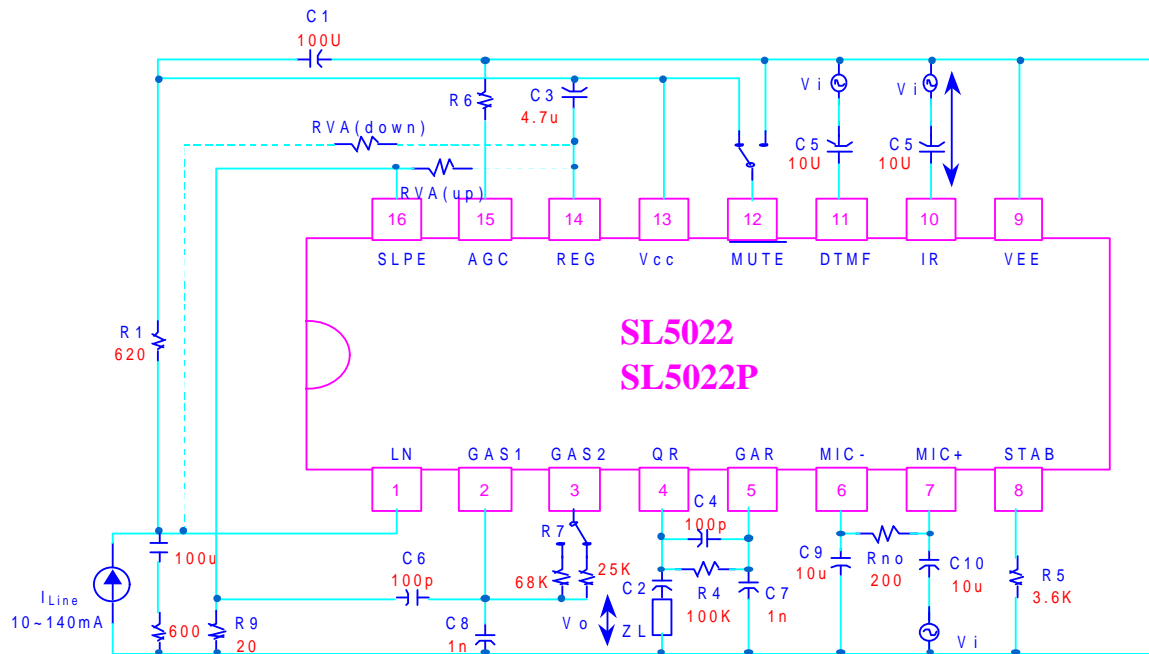 C1
100U
R6
C3
4.7u
Vi
Vi
RVA(down)
C5
10U
C5
10U
RVA(up)
16
15
14
13
12
11
10
9
SLPE
AGC
REG
Vcc
MUTE
DTMF
IR
VEE
R1
620
SL5022
SL5022P
LN
GAS1
GAS2
QR
GAR
MIC-
MIC+
STAB
1
2
3
4
5
6
7
8
C4
100p
R7
100u
C6
100p
68K
25K
C2
R4
100K
C7
1n
C9
10u
Rno
200
C10
10u
R5
3.6K
ILine
10~140mA
600
R9
20
C8
1n
Vo
ZL
Vi